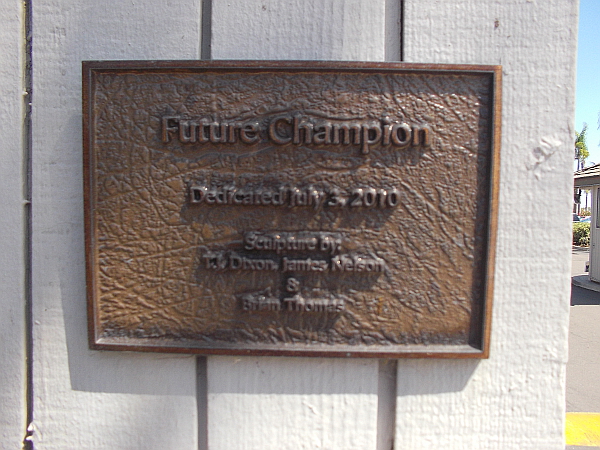 Future Champion
Dedicated July 3, 2010
Sculpture by:
T.J. Dixon, James Nelson
&
Brian Thomas